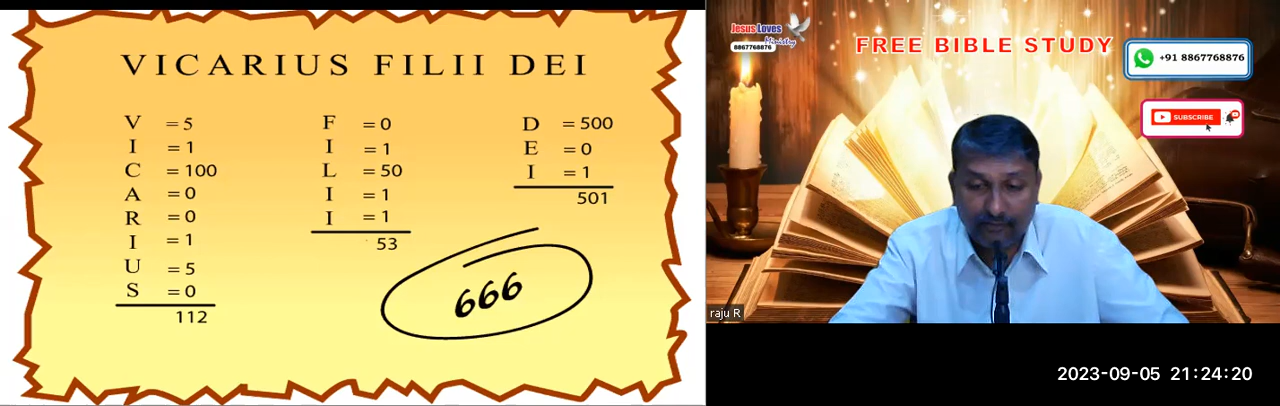 VICARIUS FILII DEI
V = 5
I = 1
C = 100
A = 0
R = 0
I = 1
U = 5
S = 0
112
F = 0
I = 1
L = 50
I = 1
I = 1
53
D = 500
E = 0
I = 1
501
666
Jesus Loves
Ministry
8867768876
FREE BIBLE STUDY
+91 8867768876
SUBSCRIBE
raju R
2023-09-05 21:24:20